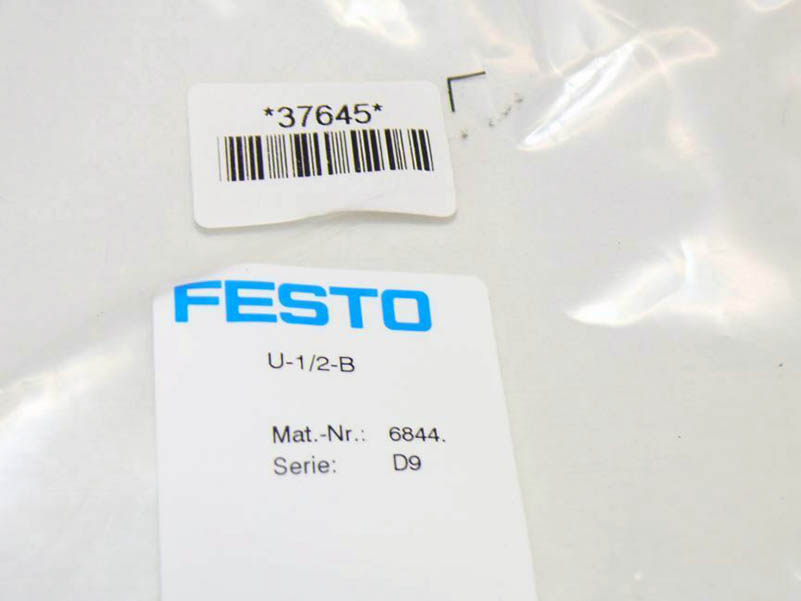 *37645*
FESTO
U-1/2-B
Mat.-Nr.: 6844.
Serie: D9